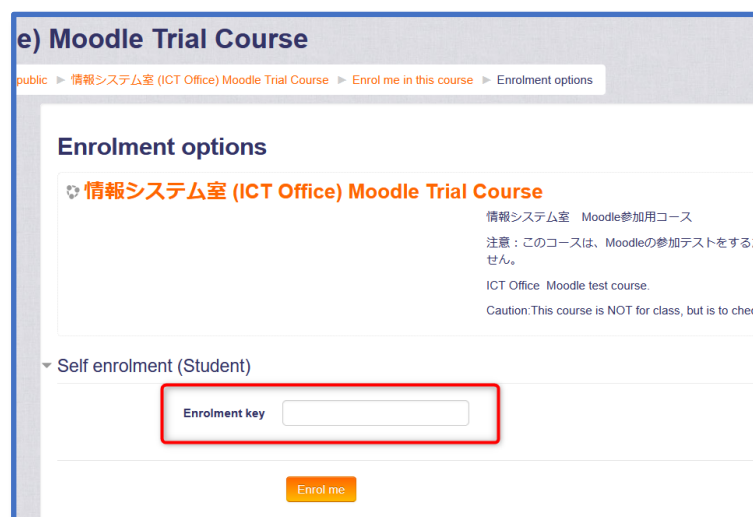 e) Moodle Trial Course
public ► 情報システム室 (ICT Office) Moodle Trial Course ► Enrol me in this course ► Enrolment options
Enrolment options
情報システム室 (ICT Office) Moodle Trial Course
情報システム室　Moodle参加用コース
注意：このコースは、Moodleの参加テストをする
せん。
ICT Office Moodle test course.
Caution:This course is NOT for class, but is to che
Self enrolment (Student)
Enrolment key
Enrol me